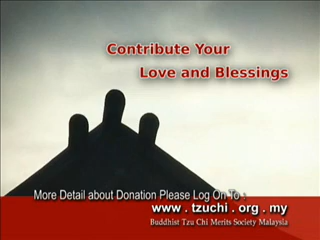 Contribute Your
Love and Blessings
More Detail about Donation Please Log On To :
www . tzuchi . org . my
Buddhist Tzu Chi Merits Society Malaysia